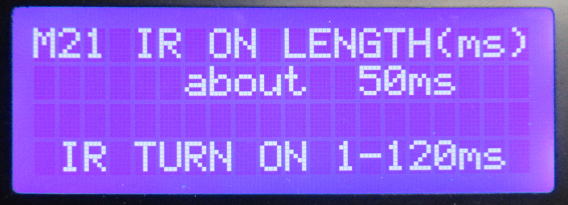 M21 IR ON LENGTH(ms)
about 50ms
IR TURN ON 1-120ms